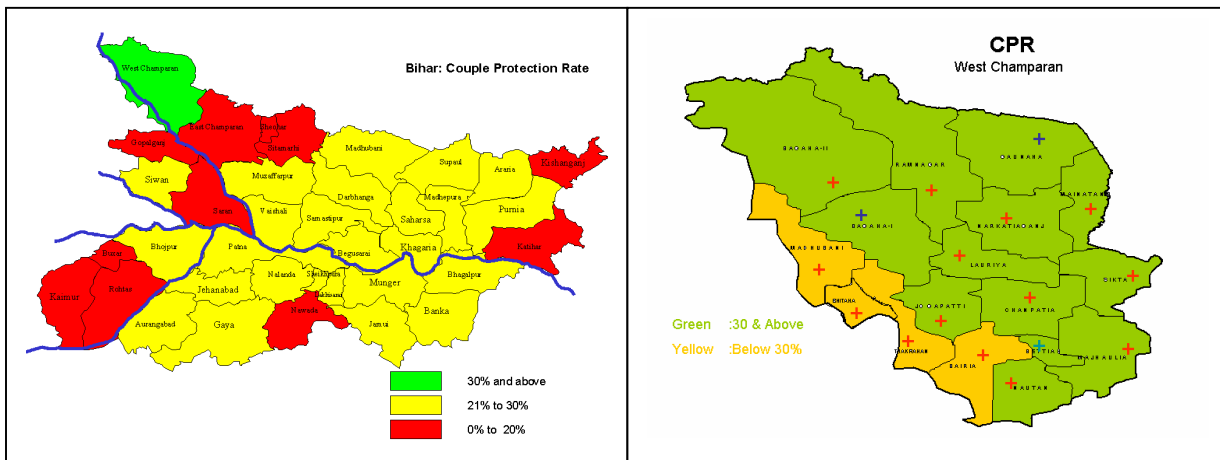 Bihar: Couple Protection Rate
West Champaran
East Champaran
Sheohar
Sitamarhi
Gopalganj
Madhubani
Supaul
Araria
Kishanganj
Siwan
Muzaffarpur
Darbhanga
Madhepura
Purnia
Saran
Vaishali
Samastipur
Saharsa
Katihar
Bhojpur
Patna
Begusarai
Khagaria
Buxar
Nalanda
Sheikhpura
Munger
Bhagalpur
Kaimur
Rohtas
Jehanabad
Lakhisarai
Nawada
Banka
Aurangabad
Gaya
Jamui
30% and above
21% to 30%
0% to 20%
CPR
West Champaran
BAGAHA-II
RAMNAGAR
GAUNAHA
MAINATAND
BAGAHA-I
NARKATIAGANJ
MADHUBANI
LAURIYA
SIKTA
BHITAHA
JOGAPATTI
CHANPATIA
Green :30 & Above
Yellow :Below 30%
THAKRAHAN
BAIRIA
BETTIAH
MAJHAULIA
NAUTAN